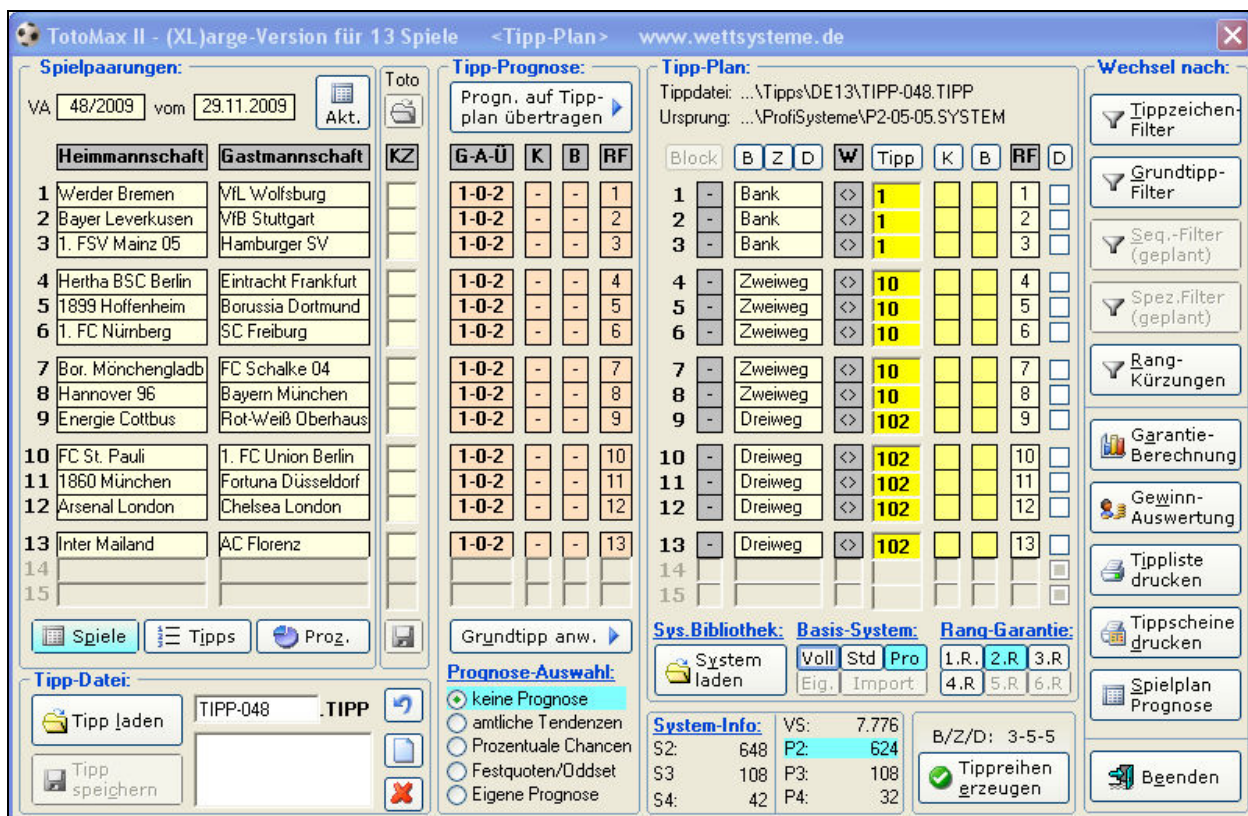 TotoMax II - (XL)arge-Version für 13 Spiele <Tipp-Plan> www.wettsysteme.de
Spielpaarungen:
VA 48/2009 vom 29.11.2009 Akt.
Toto
Heimmannschaft Gastmannschaft KZ
1 Werder Bremen VfL Wolfsburg
2 Bayer Leverkusen VfB Stuttgart
3 1. FSV Mainz 05 Hamburger SV
4 Hertha BSC Berlin Eintracht Frankfurt
5 1899 Hoffenheim Borussia Dortmund
6 1. FC Nürnberg SC Freiburg
7 Bor. Mönchengladb FC Schalke 04
8 Hannover 96 Bayern München
9 Energie Cottbus Rot-Weiß Oberhaus
10 FC St. Pauli 1. FC Union Berlin
11 1860 München Fortuna Düsseldorf
12 Arsenal London Chelsea London
13 Inter Mailand AC Florenz
14
15
Spiele Tipps Proz.
Tipp-Datei:
Tipp laden TIPP-048 .TIPP
Tipp
speichern
Tipp-Prognose:
Progn. auf Tipp-
plan übertragen
G-A-Ü K B RF
1-0-2 - - 1
1-0-2 - - 2
1-0-2 - - 3
1-0-2 - - 4
1-0-2 - - 5
1-0-2 - - 6
1-0-2 - - 7
1-0-2 - - 8
1-0-2 - - 9
1-0-2 - - 10
1-0-2 - - 11
1-0-2 - - 12
1-0-2 - - 13
Grundtipp anw.
Prognose-Auswahl:
keine Prognose
amtliche Tendenzen
Prozentuale Chancen
Festquoten/Oddset
Eigene Prognose
Tipp-Plan:
Tippdatei: ...\Tipps\DE13\TIPP-048.TIPP
Ursprung: ...\ProfiSysteme\P2-05-05.SYSTEM
Block B Z D W Tipp K B RF D
1 - Bank <> 1 1
2 - Bank <> 1 2
3 - Bank <> 1 3
4 - Zweiweg <> 10 4
5 - Zweiweg <> 10 5
6 - Zweiweg <> 10 6
7 - Zweiweg <> 10 7
8 - Zweiweg <> 10 8
9 - Dreiweg <> 102 9
10 - Dreiweg <> 102 10
11 - Dreiweg <> 102 11
12 - Dreiweg <> 102 12
13 - Dreiweg <> 102 13
14
15
Sys.Bibliothek: Basis-System: Rang-Garantie:
System
laden
Voll Std Pro 1.R. 2.R 3.R
Eig. Import 4.R 5.R 6.R
System-Info: VS: 7.776
S2: 648 P2: 624
S3 108 P3: 108
S4: 42 P4: 32
B/Z/D: 3-5-5
Tippreihen
erzeugen
Wechsel nach:
Tippzeichen-
Filter
Grundtipp-
Filter
Seq.-Filter
(geplant)
Spez.Filter
(geplant)
Rang-
Kürzungen
Garantie-
Berechnung
Gewinn-
Auswertung
Tippliste
drucken
Tippscheine
drucken
Spielplan
Prognose
Beenden